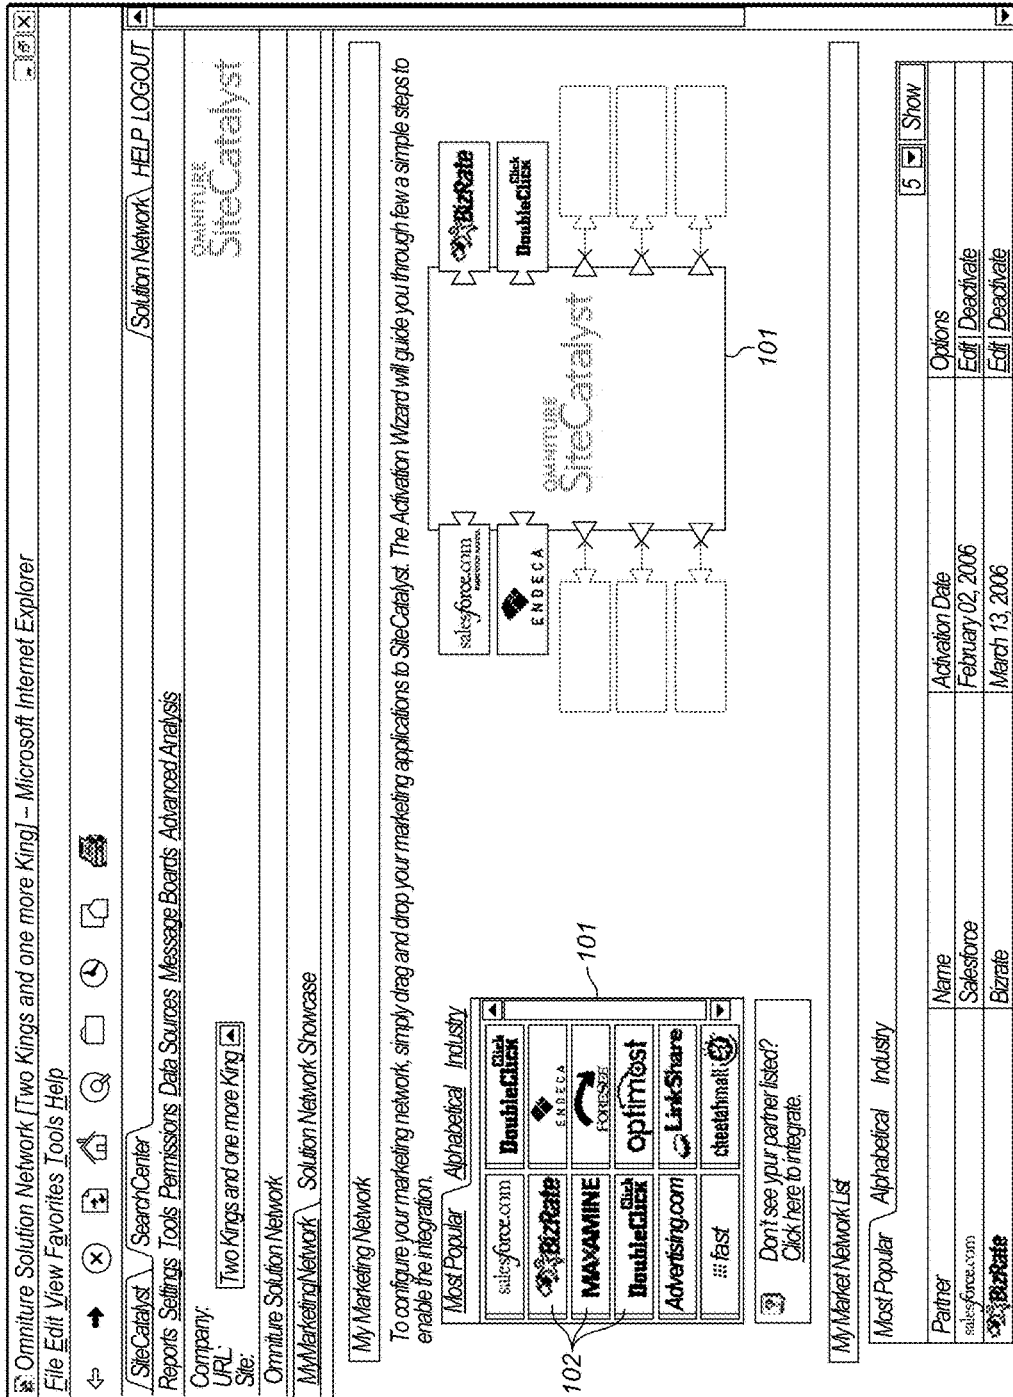 Omniture Solution Network [Two Kings and one more King] – Microsoft Internet Explorer
File Edit View Favorites Tools Help
SiteCatalyst SearchCenter Solution Network HELP LOGOUT
Reports Settings Tools Permissions Data Sources Message Boards Advanced Analysis
Company:
URL:
Site:
Two Kings and one more King
OMNITURE
SiteCatalyst
Omniture Solution Network
MyMarketingNetwork Solution Network Showcase
My Marketing Network
To configure your marketing network, simply drag and drop your marketing applications to SiteCatalyst. The Activation Wizard will guide you through few a simple steps to
enable the integration.
Most Popular Alphabetical Industry
salesforce.com
DoubleClick
Click
BizRate
ENDECA
MAXAMINE
FORESEE
DoubleClick
Click
optimost
Advertising.com
LinkShare
fast
cheetahmail
101
102
Don't see your partner listed?
Click here to integrate.
salesforce.com
ENDECA
OMNITURE
SiteCatalyst
BizRate
DoubleClick
Click
101
My Market Network List
Most Popular Alphabetical Industry
5 Show
Partner Name Activation Date Options
salesforce.com Salesforce February 02, 2006 Edit | Deactivate
BizRate Bizrate March 13, 2006 Edit | Deactivate